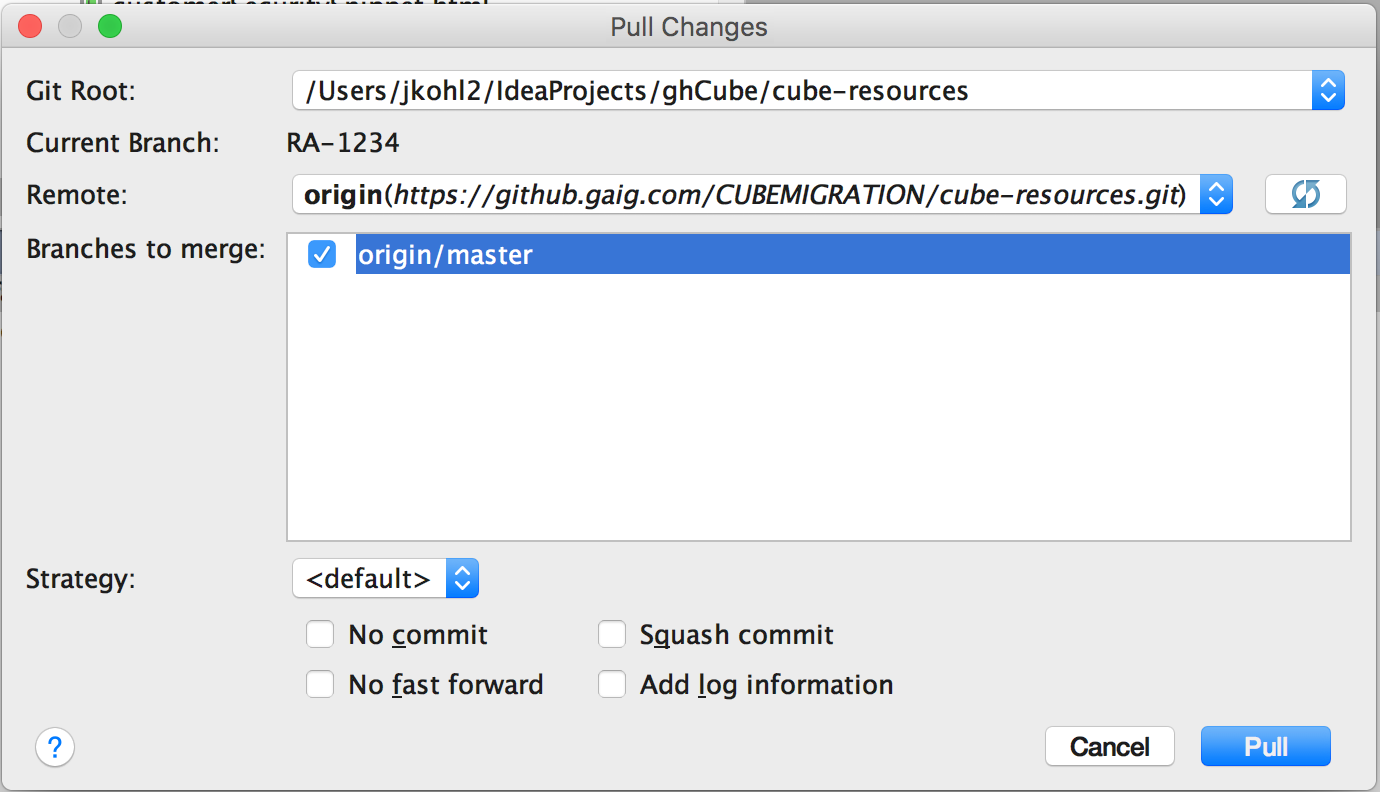 Pull Changes
Git Root: /Users/jkohl2/IdeaProjects/ghCube/cube-resources
Current Branch: RA-1234
Remote: origin(https://github.gaig.com/CUBEMIGRATION/cube-resources.git)
Branches to merge: origin/master
Strategy: <default>
No commit Squash commit
No fast forward Add log information
? Cancel Pull